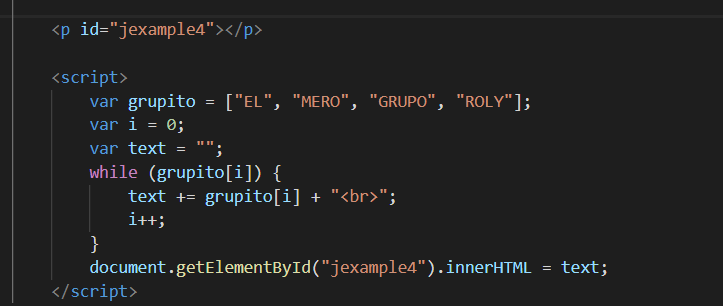 <p id="jexample4"></p>
<script>
var grupito = ["EL", "MERO", "GRUPO", "ROLY"];
var i = 0;
var text = "";
while (grupito[i]) {
text += grupito[i] + "<br>";
i++;
}
document.getElementById("jexample4").innerHTML = text;
</script>